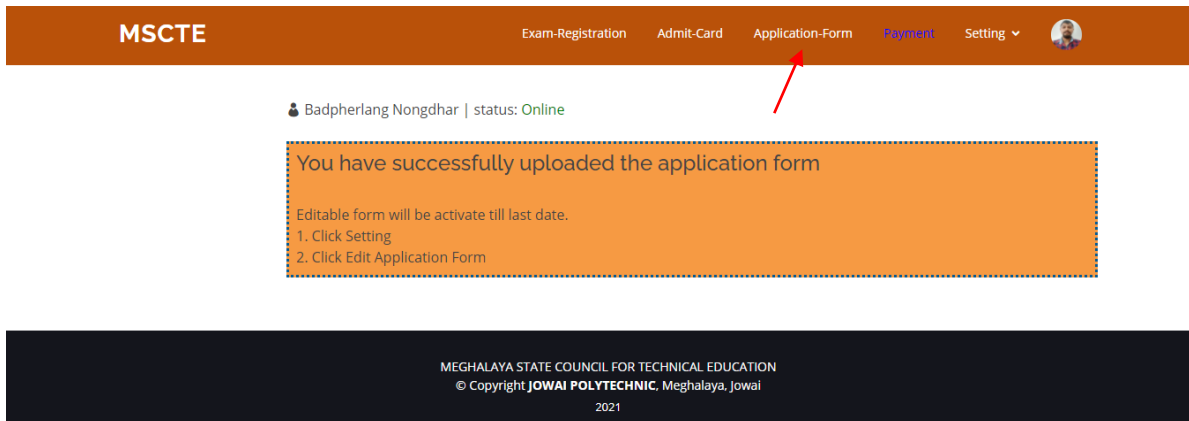 MSCTE
Exam-Registration Admit-Card Application-Form Payment Setting
Badpherlang Nongdhar | status: Online
You have successfully uploaded the application form
Editable form will be activate till last date.
1. Click Setting
2. Click Edit Application Form
MEGHALAYA STATE COUNCIL FOR TECHNICAL EDUCATION
© Copyright JOWAI POLYTECHNIC, Meghalaya, Jowai
2021